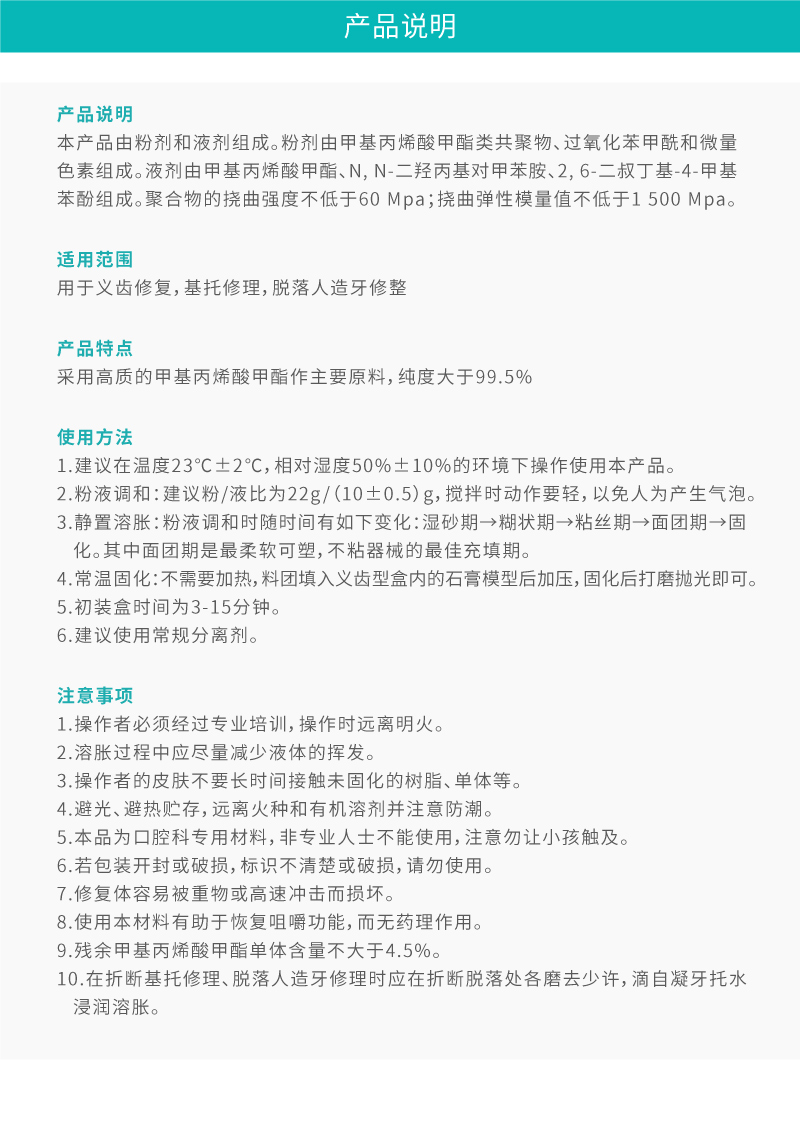 产品说明
产品说明
本产品由粉剂和液剂组成。粉剂由甲基丙烯酸甲酯类共聚物、过氧化苯甲酰和微量
色素组成。液剂由甲基丙烯酸甲酯、N, N-二羟丙基对甲苯胺、2, 6-二叔丁基-4-甲基
苯酚组成。聚合物的挠曲强度不低于60 Mpa；挠曲弹性模量值不低于1 500 Mpa。
适用范围
用于义齿修复，基托修理，脱落人造牙修整
产品特点
采用高质的甲基丙烯酸甲酯作主要原料，纯度大于99.5%
使用方法
1.建议在温度23℃±2℃，相对湿度50%±10%的环境下操作使用本产品。
2.粉液调和：建议粉/液比为22g/（10±0.5）g，搅拌时动作要轻，以免人为产生气泡。
3.静置溶胀：粉液调和时随时间有如下变化：湿砂期→糊状期→粘丝期→面团期→固
化。其中面团期是最柔软可塑，不粘器械的最佳充填期。
4.常温固化：不需要加热，料团填入义齿型盒内的石膏模型后加压，固化后打磨抛光即可。
5.初装盒时间为3-15分钟。
6.建议使用常规分离剂。
注意事项
1.操作者必须经过专业培训，操作时远离明火。
2.溶胀过程中应尽量减少液体的挥发。
3.操作者的皮肤不要长时间接触未固化的树脂、单体等。
4.避光、避热贮存，远离火种和有机溶剂并注意防潮。
5.本品为口腔科专用材料，非专业人士不能使用，注意勿让小孩触及。
6.若包装开封或破损，标识不清楚或破损，请勿使用。
7.修复体容易被重物或高速冲击而损坏。
8.使用本材料有助于恢复咀嚼功能，而无药理作用。
9.残余甲基丙烯酸甲酯单体含量不大于4.5%。
10.在折断基托修理、脱落人造牙修理时应在折断脱落处各磨去少许，滴自凝牙托水
浸润溶胀。